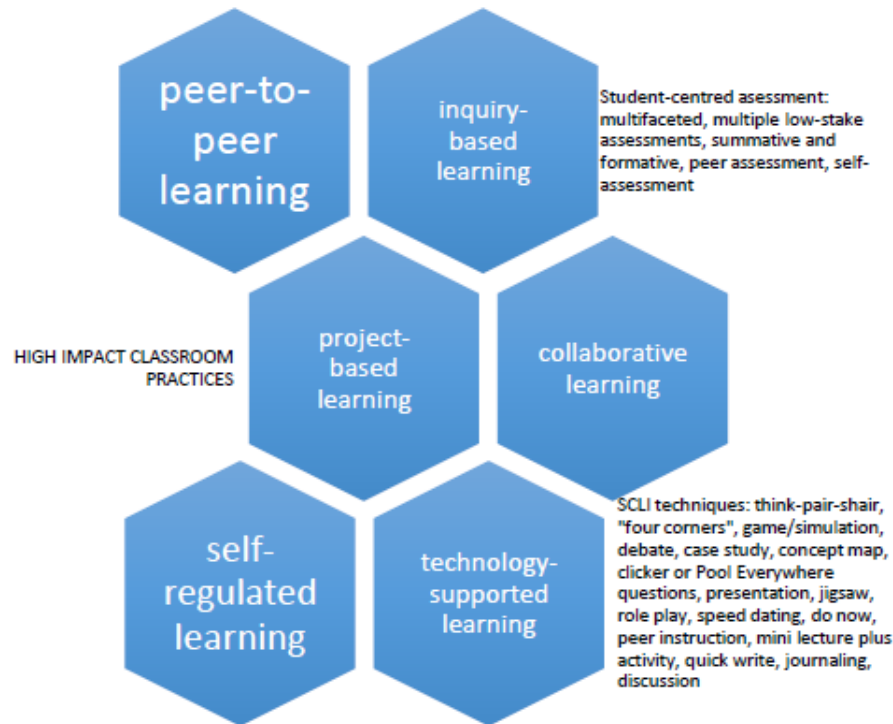 peer-to-
peer
learning
inquiry-
based
learning
Student-centred asessment:
multifaceted, multiple low-stake
assessments, summative and
formative, peer assessment, self-
assessment
HIGH IMPACT CLASSROOM
PRACTICES
project-
based
learning
collaborative
learning
self-
regulated
learning
technology-
supported
learning
SCLI techniques: think-pair-shair,
"four corners", game/simulation,
debate, case study, concept map,
clicker or Pool Everywhere
questions, presentation, jigsaw,
role play, speed dating, do now,
peer instruction, mini lecture plus
activity, quick write, journaling,
discussion